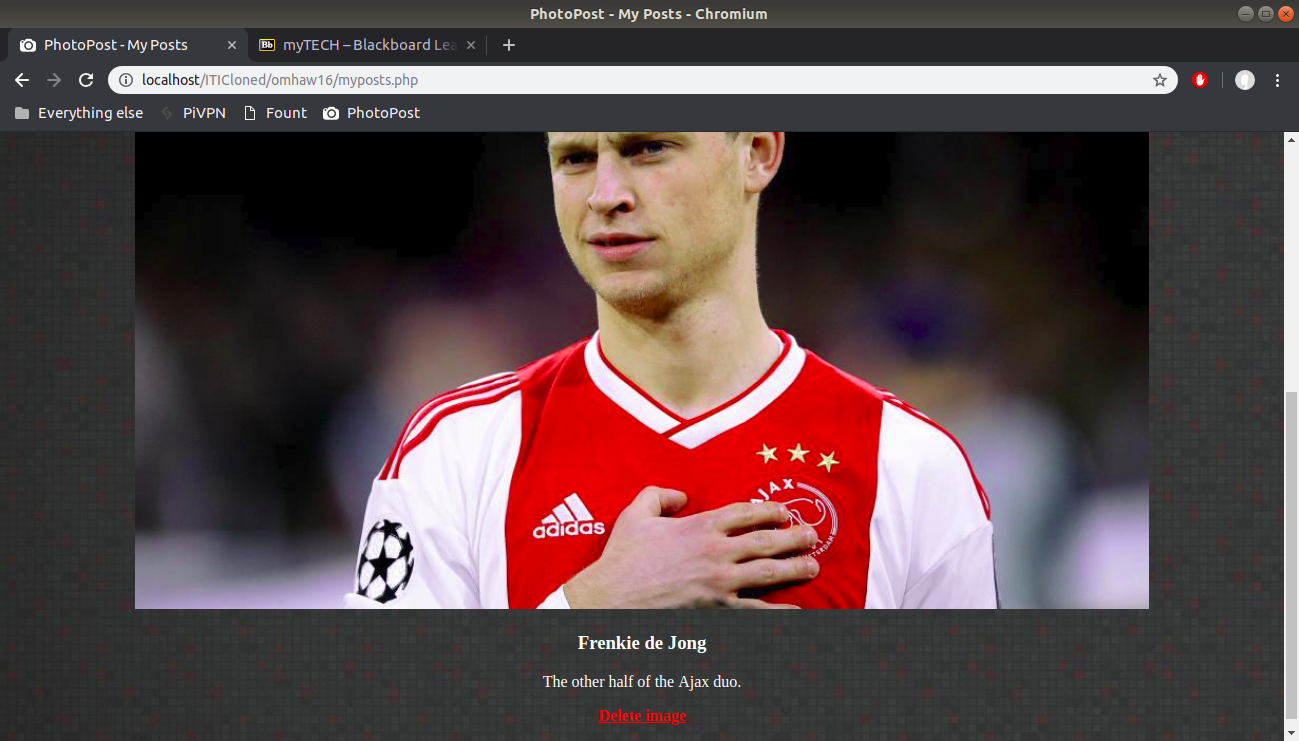 PhotoPost - My Posts - Chromium
PhotoPost - My Posts
Bb myTECH – Blackboard Lea
localhost/ITICloned/omhaw16/myposts.php
Everything else PiVPN Fount PhotoPost
AJAX
adidas
AMSTERDAM
Frenkie de Jong
The other half of the Ajax duo.
Delete image